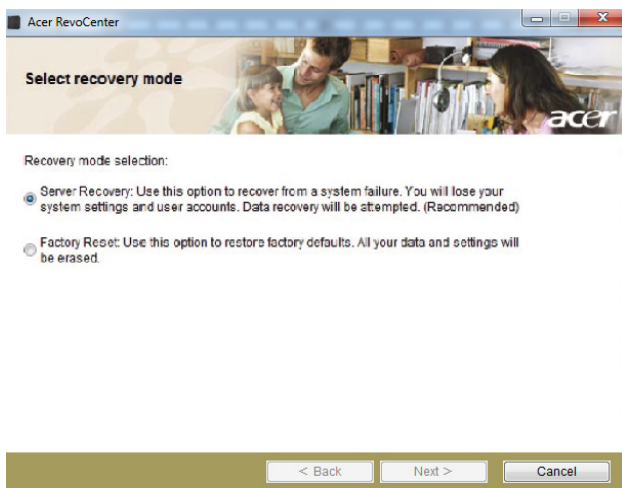 Acer RevoCenter
Select recovery mode
acer
Recovery mode selection:
Server Recovery: Use this option to recover from a system failure. You will lose your
system settings and user accounts. Data recovery will be attempted. (Recommended)
Factory Reset: Use this option to restore factory defaults. All your data and settings will
be erased.
< Back Next > Cancel